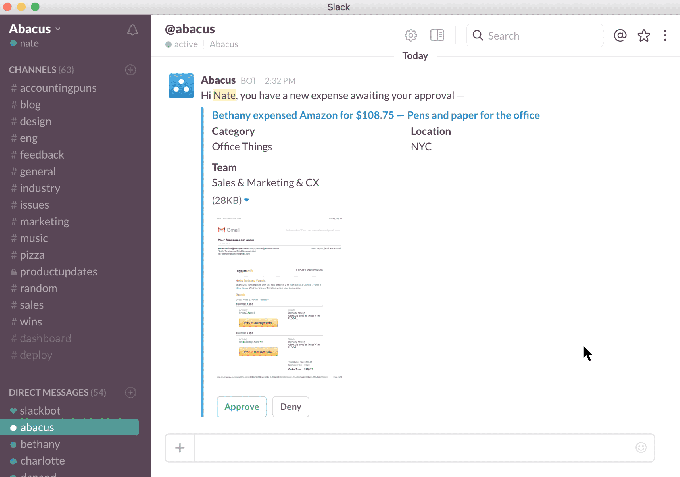 Slack
Abacus
nate
CHANNELS (60)
# accountingpuns
# blog
# design
# eng
# feedback
# general
# industry
# issues
# marketing
# music
# pizza
productupdates
# random
# sales
# wins
# dashboard
# deploy
DIRECT MESSAGES (54)
slackbot
abacus
bethany
charlotte
@abacus
active | Abacus
Search
Today
Abacus BOT 2:32 PM
Hi Nate, you have a new expense awaiting your approval —
Bethany expensed Amazon for $108.75 — Pens and paper for the office
Category Location
Office Things NYC
Team
Sales & Marketing & CX
(28KB)
Gmail
Approve Deny